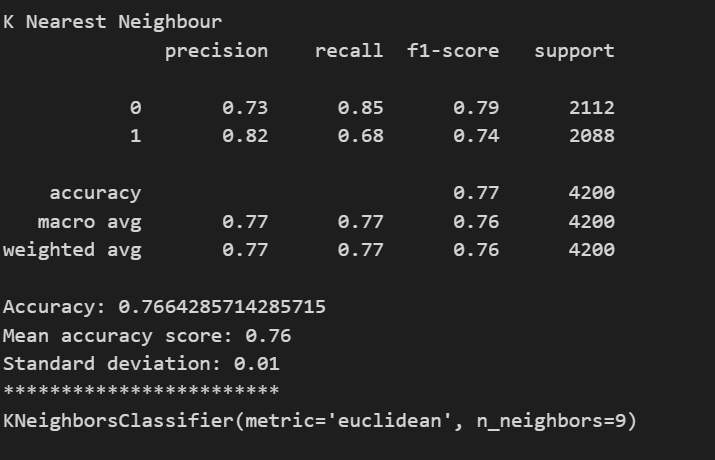 K Nearest Neighbour
precision recall f1-score support
0 0.73 0.85 0.79 2112
1 0.82 0.68 0.74 2088
accuracy 0.77 4200
macro avg 0.77 0.77 0.76 4200
weighted avg 0.77 0.77 0.76 4200
Accuracy: 0.7664285714285715
Mean accuracy score: 0.76
Standard deviation: 0.01
************************
KNeighborsClassifier(metric='euclidean', n_neighbors=9)